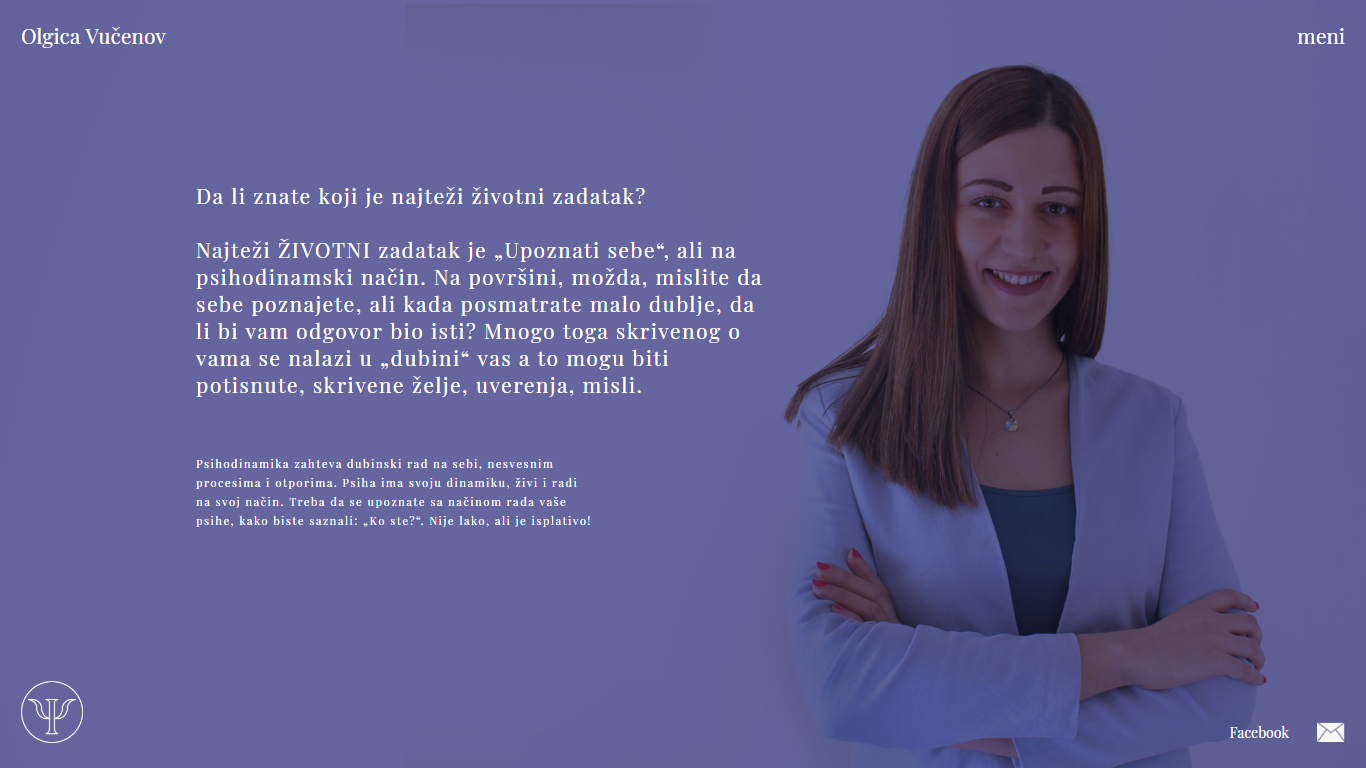 Olgica Vučenov
meni
Da li znate koji je najteži životni zadatak?
Najteži ŽIVOTNI zadatak je „Upoznati sebe“, ali na
psihodinamski način. Na površini, možda, mislite da
sebe poznajete, ali kada posmatrate malo dublje, da
li bi vam odgovor bio isti? Mnogo toga skrivenog o
vama se nalazi u „dubini“ vas a to mogu biti
potisnute, skrivene želje, uverenja, misli.
Psihodinamika zahteva dubinski rad na sebi, nesvesnim
procesima i otporima. Psiha ima svoju dinamiku, živi i radi
na svoj način. Treba da se upoznate sa načinom rada vaše
psihe, kako biste saznali: „Ko ste?“. Nije lako, ali je isplativo!
Ψ
Facebook